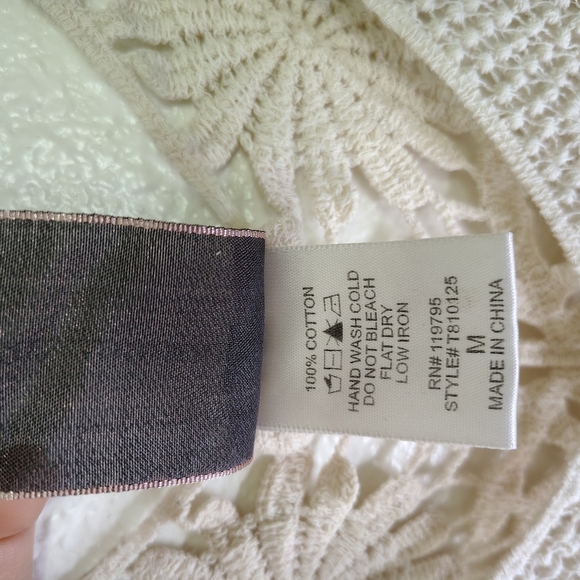 100% COTTON
HAND WASH COLD
DO NOT BLEACH
FLAT DRY
LOW IRON
RN# 119795
STYLE# T810125
M
MADE IN CHINA